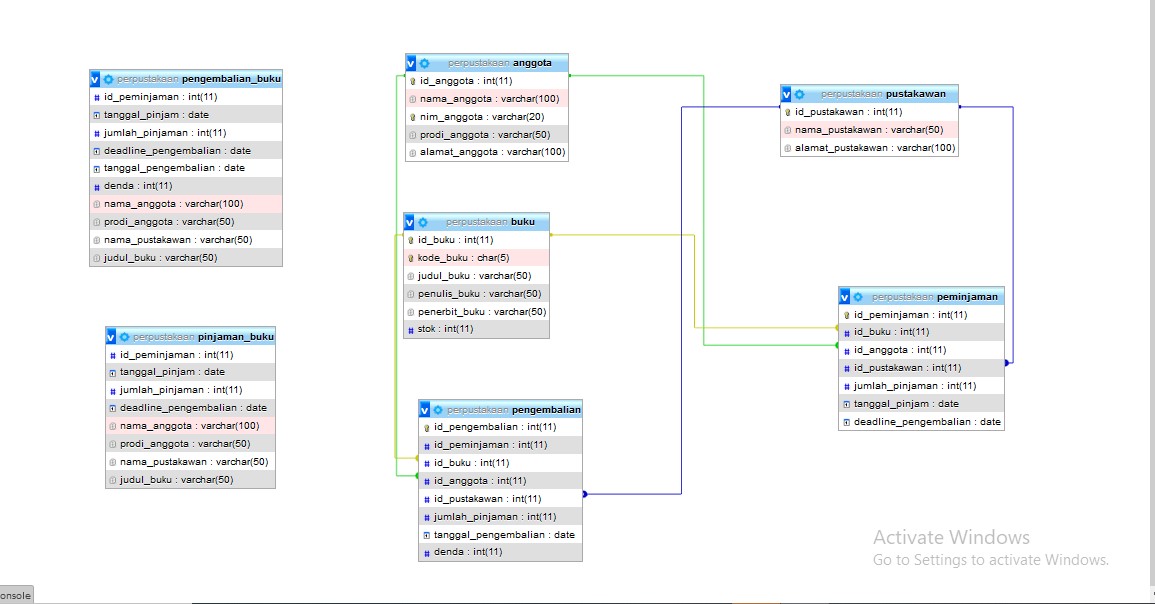 perpustakaan pengembalian_buku
id_peminjaman : int(11)
tanggal_pinjam : date
jumlah_pinjaman : int(11)
deadline_pengembalian : date
tanggal_pengembalian : date
denda : int(11)
nama_anggota : varchar(100)
prodi_anggota : varchar(50)
nama_pustakawan : varchar(50)
judul_buku : varchar(50)
perpustakaan pinjaman_buku
id_peminjaman : int(11)
tanggal_pinjam : date
jumlah_pinjaman : int(11)
deadline_pengembalian : date
nama_anggota : varchar(100)
prodi_anggota : varchar(50)
nama_pustakawan : varchar(50)
judul_buku : varchar(50)
perpustakaan anggota
id_anggota : int(11)
nama_anggota : varchar(100)
nim_anggota : varchar(20)
prodi_anggota : varchar(50)
alamat_anggota : varchar(100)
perpustakaan buku
id_buku : int(11)
kode_buku : char(5)
judul_buku : varchar(50)
penulis_buku : varchar(50)
penerbit_buku : varchar(50)
stok : int(11)
perpustakaan pengembalian
id_pengembalian : int(11)
id_peminjaman : int(11)
id_buku : int(11)
id_anggota : int(11)
id_pustakawan : int(11)
jumlah_pinjaman : int(11)
tanggal_pengembalian : date
denda : int(11)
perpustakaan pustakawan
id_pustakawan : int(11)
nama_pustakawan : varchar(50)
alamat_pustakawan : varchar(100)
perpustakaan peminjaman
id_peminjaman : int(11)
id_buku : int(11)
id_anggota : int(11)
id_pustakawan : int(11)
jumlah_pinjaman : int(11)
tanggal_pinjam : date
deadline_pengembalian : date
Activate Windows
Go to Settings to activate Windows.
onsole